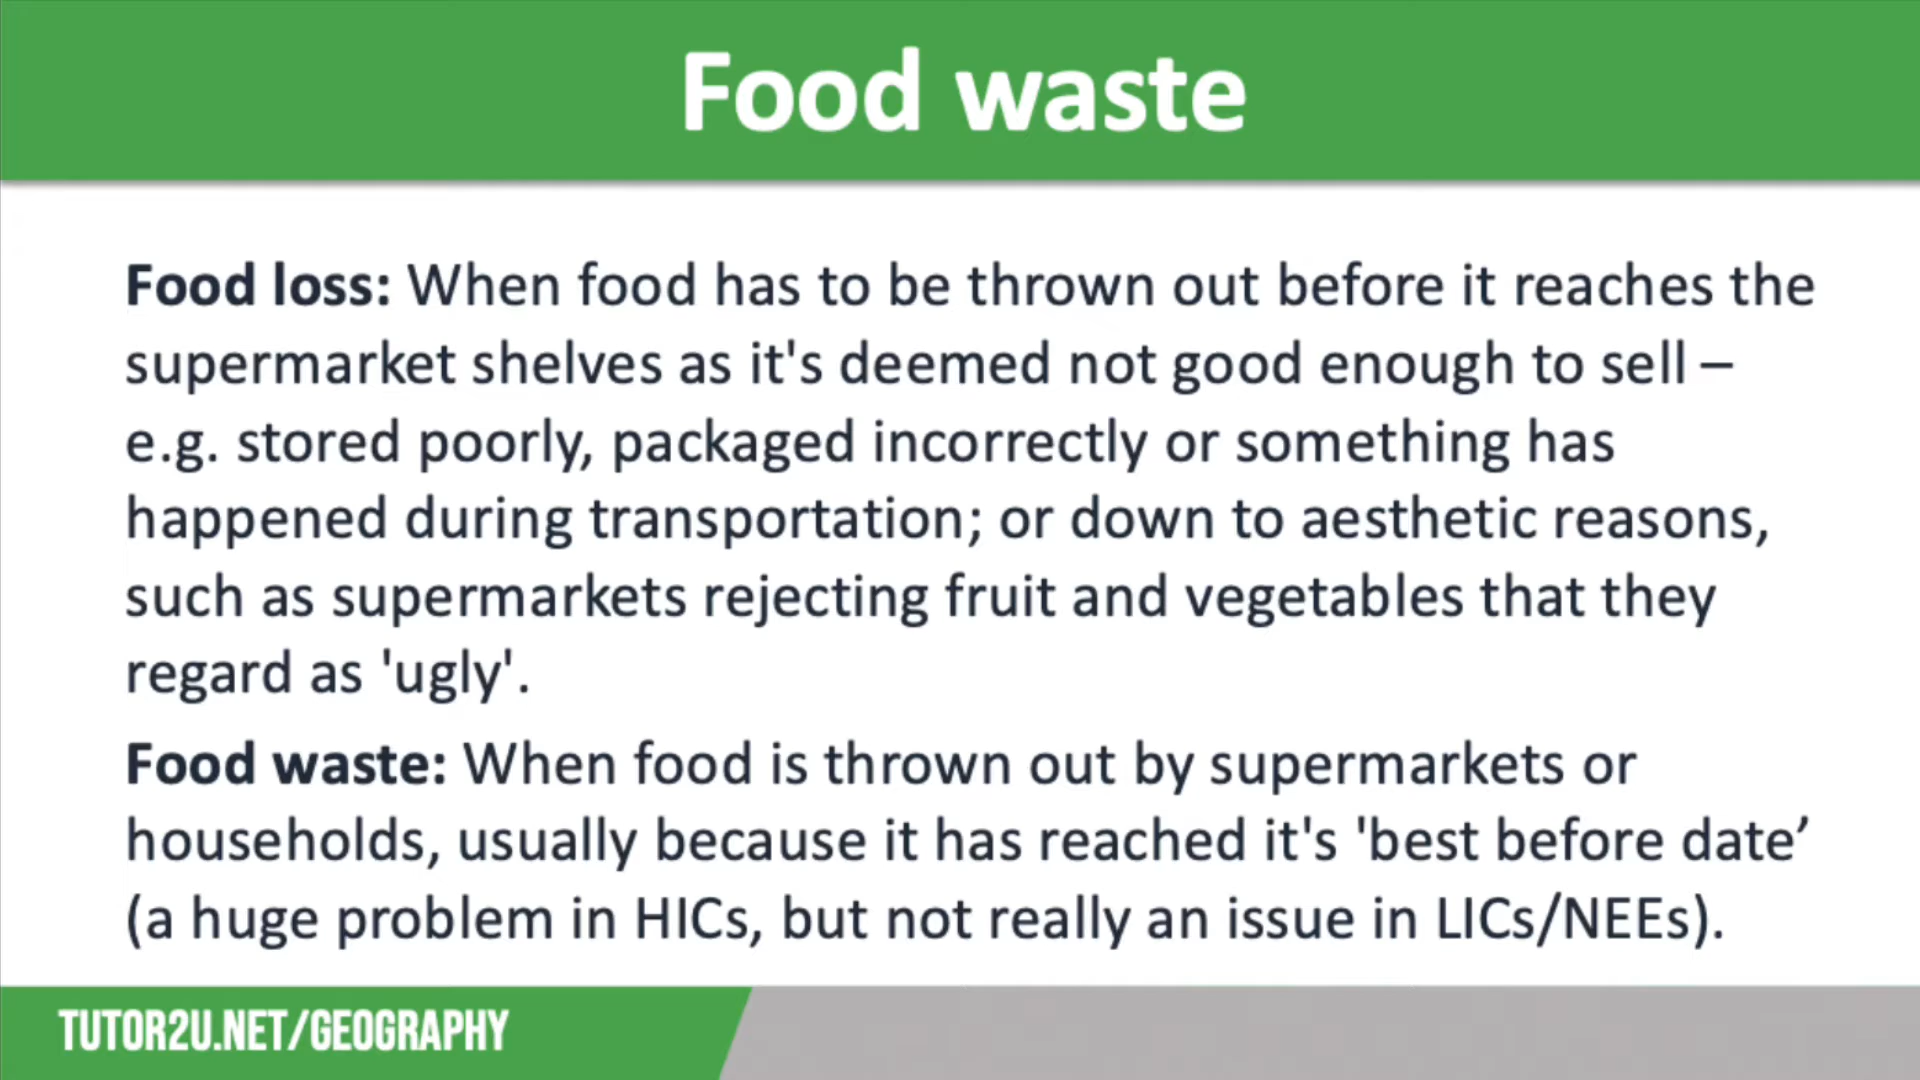 Food waste
Food loss: When food has to be thrown out before it reaches the
supermarket shelves as it's deemed not good enough to sell –
e.g. stored poorly, packaged incorrectly or something has
happened during transportation; or down to aesthetic reasons,
such as supermarkets rejecting fruit and vegetables that they
regard as 'ugly'.
Food waste: When food is thrown out by supermarkets or
households, usually because it has reached it's 'best before date’
(a huge problem in HICs, but not really an issue in LICs/NEEs).
TUTOR2U.NET/GEOGRAPHY